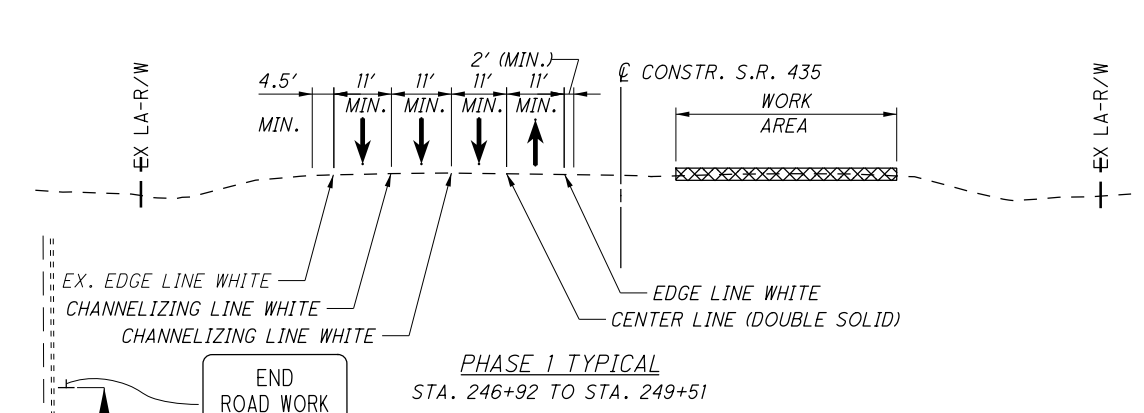 2' (MIN.)
4.5' 11' 11' 11' 11'
MIN. MIN. MIN. MIN. MIN.
℄ CONSTR. S.R. 435
WORK
AREA
EX LA-R/W
EX LA-R/W
EX. EDGE LINE WHITE
CHANNELIZING LINE WHITE
CHANNELIZING LINE WHITE
EDGE LINE WHITE
CENTER LINE (DOUBLE SOLID)
PHASE 1 TYPICAL
STA. 246+92 TO STA. 249+51
END
ROAD WORK